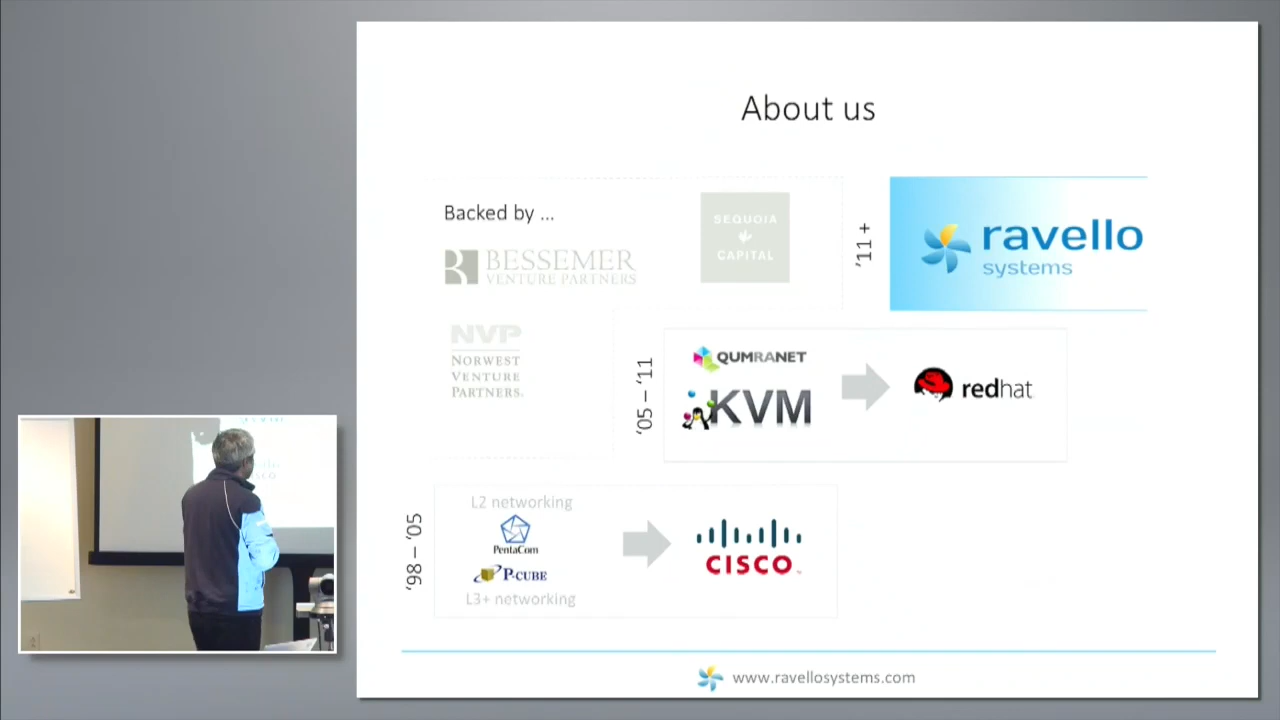 About us
Backed by ...
BESSEMER
VENTURE PARTNERS
SEQUOIA
CAPITAL
'11 +
ravello
systems
NVP
NORWEST
VENTURE
PARTNERS.
'05 – '11
QUMRANET
KVM
redhat
'98 – '05
L2 networking
PentaCom
P-CUBE
L3+ networking
CISCO
www.ravellosystems.com